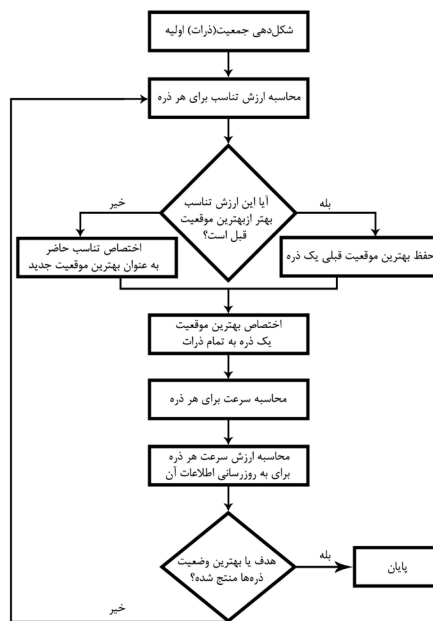 شکل‌دهی جمعیت(ذرات) اولیه
محاسبه ارزش تناسب برای هر ذره
آیا این ارزش تناسب
بهتر ازبهترین موقعیت
قبل است؟
بله
خیر
حفظ بهترین موقعیت قبلی یک ذره
اختصاص تناسب حاضر
به عنوان بهترین موقعیت جدید
اختصاص بهترین موقعیت
یک ذره به تمام ذرات
محاسبه سرعت برای هر ذره
محاسبه ارزش سرعت هر ذره
برای به روزرسانی اطلاعات آن
هدف یا بهترین وضعیت
ذره‌ها منتج شده؟
بله
پایان
خیر